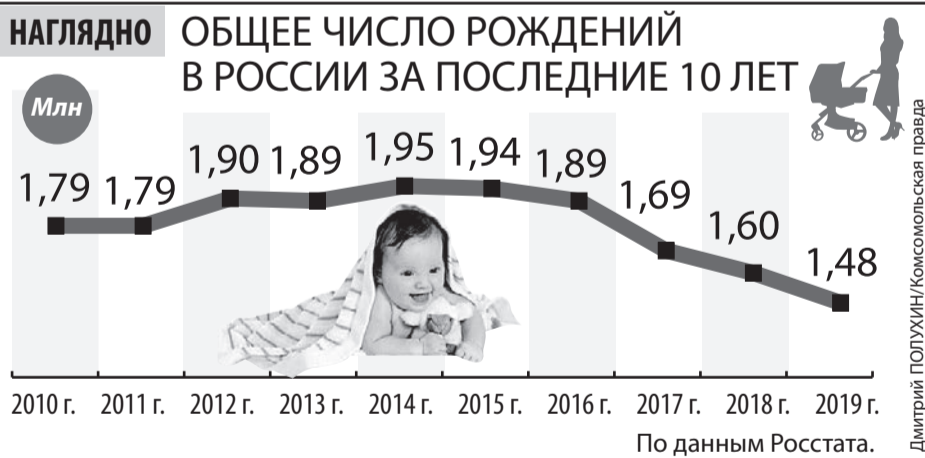 НАГЛЯДНО
ОБЩЕЕ ЧИСЛО РОЖДЕНИЙ
В РОССИИ ЗА ПОСЛЕДНИЕ 10 ЛЕТ
Млн
1,79 1,79 1,90 1,89 1,95 1,94 1,89 1,69 1,60 1,48
2010 г. 2011 г. 2012 г. 2013 г. 2014 г. 2015 г. 2016 г. 2017 г. 2018 г. 2019 г.
По данным Росстата.
Дмитрий ПОЛУХИН/Комсомольская правда